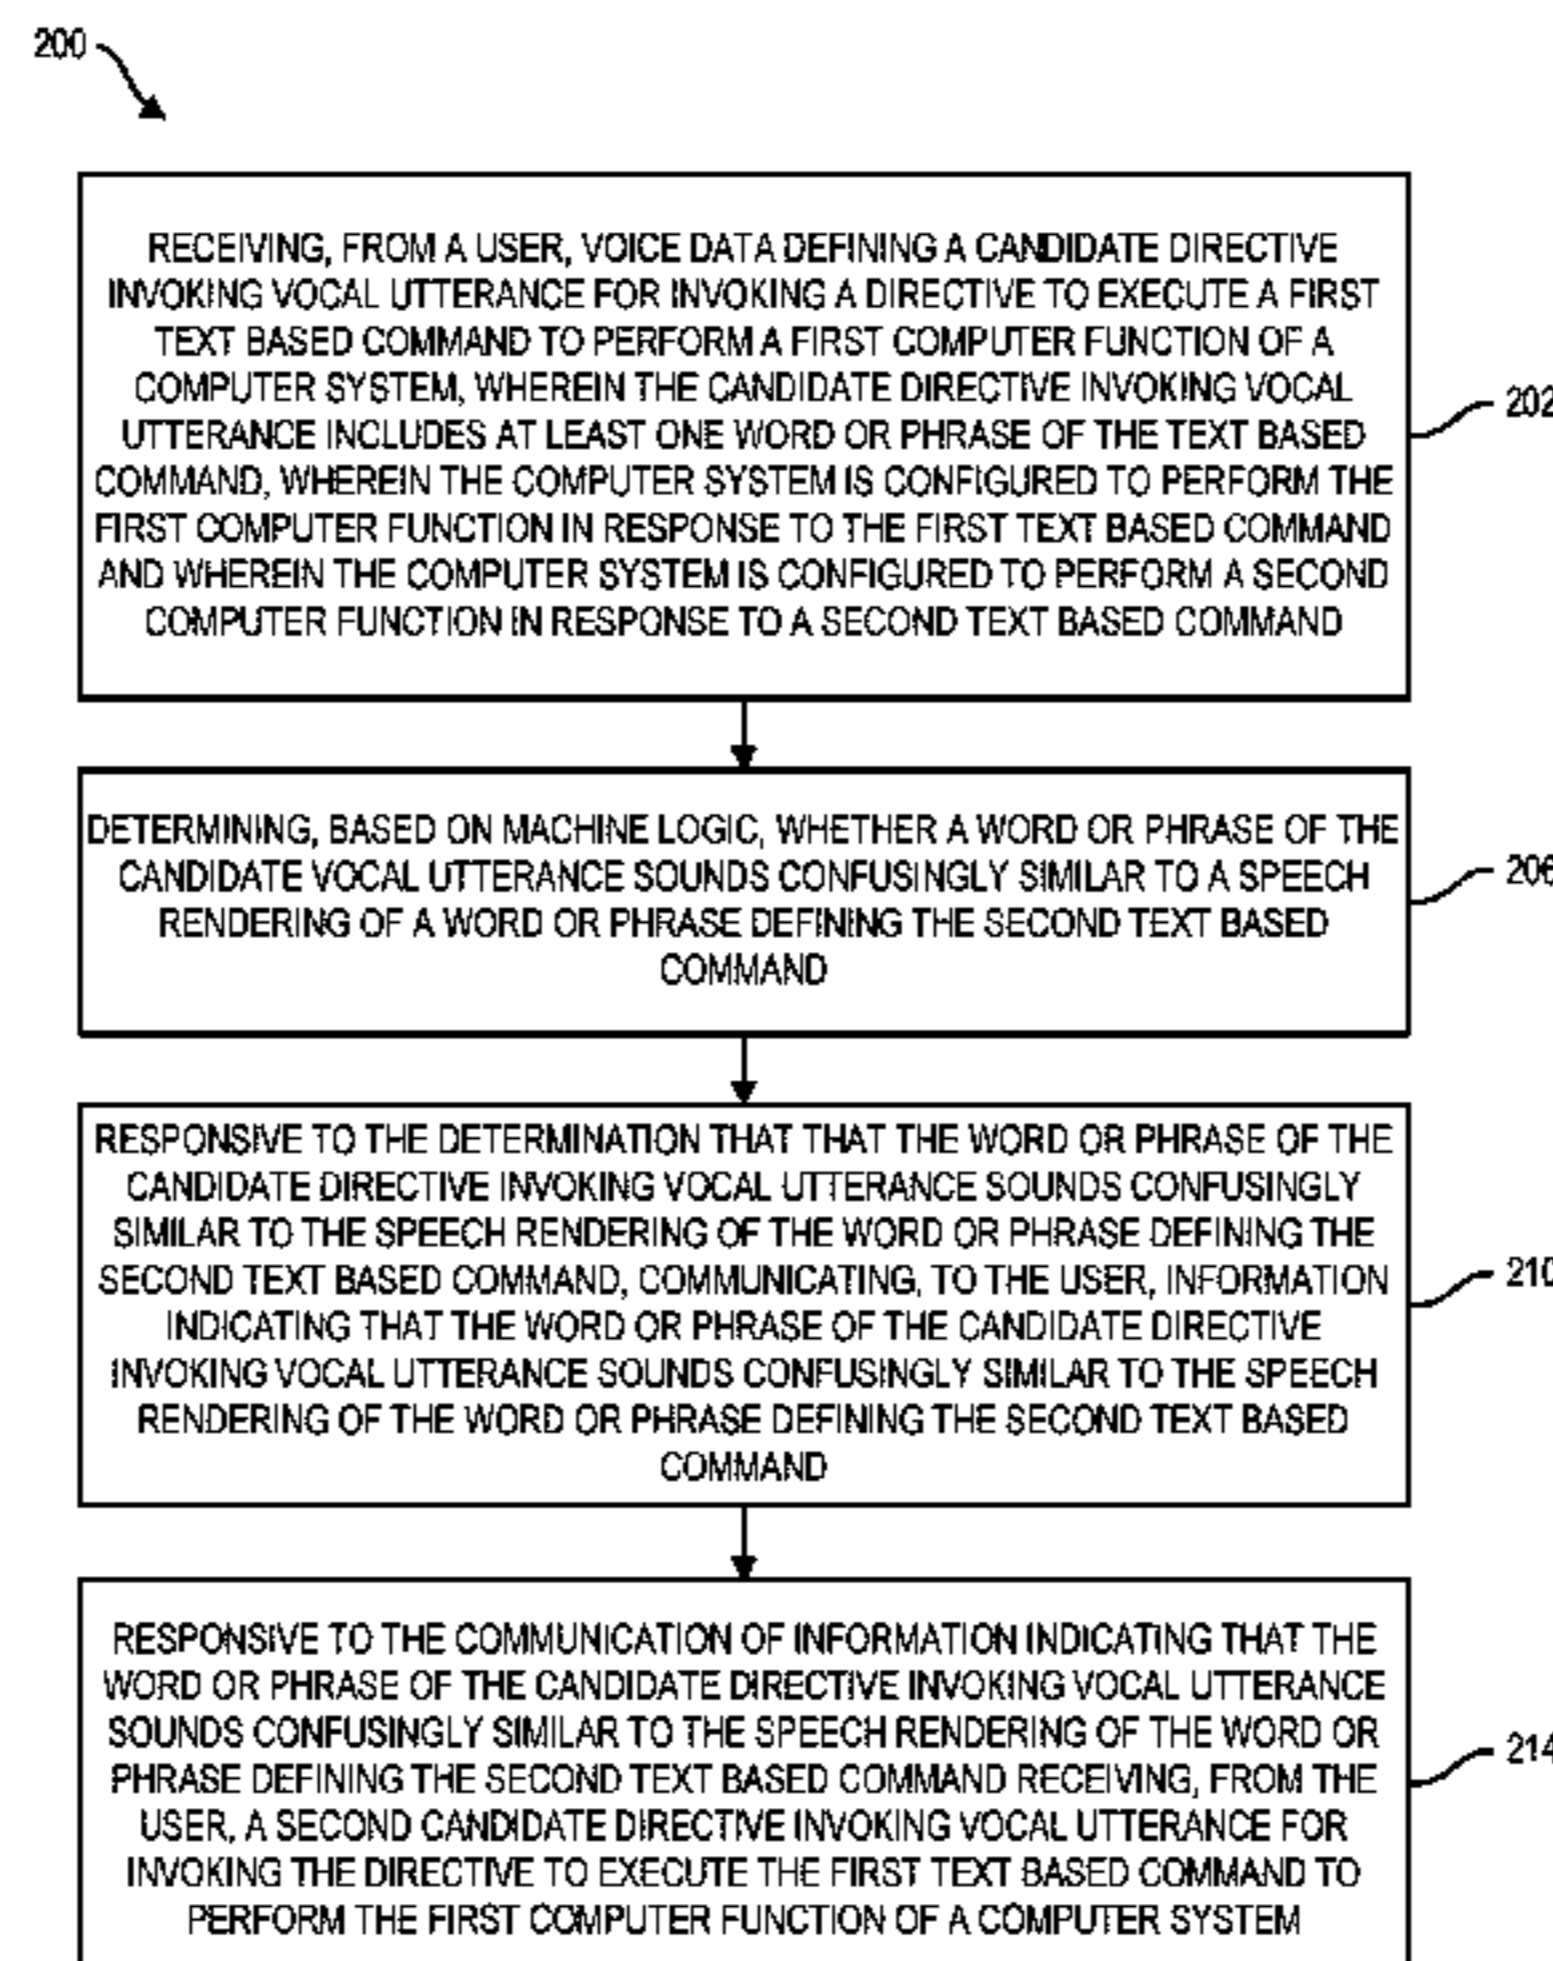 200
RECEIVING, FROM A USER, VOICE DATA DEFINING A CANDIDATE DIRECTIVE
INVOKING VOCAL UTTERANCE FOR INVOKING A DIRECTIVE TO EXECUTE A FIRST
TEXT BASED COMMAND TO PERFORM A FIRST COMPUTER FUNCTION OF A
COMPUTER SYSTEM, WHEREIN THE CANDIDATE DIRECTIVE INVOKING VOCAL
UTTERANCE INCLUDES AT LEAST ONE WORD OR PHRASE OF THE TEXT BASED
COMMAND, WHEREIN THE COMPUTER SYSTEM IS CONFIGURED TO PERFORM THE
FIRST COMPUTER FUNCTION IN RESPONSE TO THE FIRST TEXT BASED COMMAND
AND WHEREIN THE COMPUTER SYSTEM IS CONFIGURED TO PERFORM A SECOND
COMPUTER FUNCTION IN RESPONSE TO A SECOND TEXT BASED COMMAND
202
DETERMINING, BASED ON MACHINE LOGIC, WHETHER A WORD OR PHRASE OF THE
CANDIDATE VOCAL UTTERANCE SOUNDS CONFUSINGLY SIMILAR TO A SPEECH
RENDERING OF A WORD OR PHRASE DEFINING THE SECOND TEXT BASED
COMMAND
206
RESPONSIVE TO THE DETERMINATION THAT THAT THE WORD OR PHRASE OF THE
CANDIDATE DIRECTIVE INVOKING VOCAL UTTERANCE SOUNDS CONFUSINGLY
SIMILAR TO THE SPEECH RENDERING OF THE WORD OR PHRASE DEFINING THE
SECOND TEXT BASED COMMAND, COMMUNICATING, TO THE USER, INFORMATION
INDICATING THAT THE WORD OR PHRASE OF THE CANDIDATE DIRECTIVE
INVOKING VOCAL UTTERANCE SOUNDS CONFUSINGLY SIMILAR TO THE SPEECH
RENDERING OF THE WORD OR PHRASE DEFINING THE SECOND TEXT BASED
COMMAND
210
RESPONSIVE TO THE COMMUNICATION OF INFORMATION INDICATING THAT THE
WORD OR PHRASE OF THE CANDIDATE DIRECTIVE INVOKING VOCAL UTTERANCE
SOUNDS CONFUSINGLY SIMILAR TO THE SPEECH RENDERING OF THE WORD OR
PHRASE DEFINING THE SECOND TEXT BASED COMMAND RECEIVING, FROM THE
USER, A SECOND CANDIDATE DIRECTIVE INVOKING VOCAL UTTERANCE FOR
INVOKING THE DIRECTIVE TO EXECUTE THE FIRST TEXT BASED COMMAND TO
PERFORM THE FIRST COMPUTER FUNCTION OF A COMPUTER SYSTEM
214